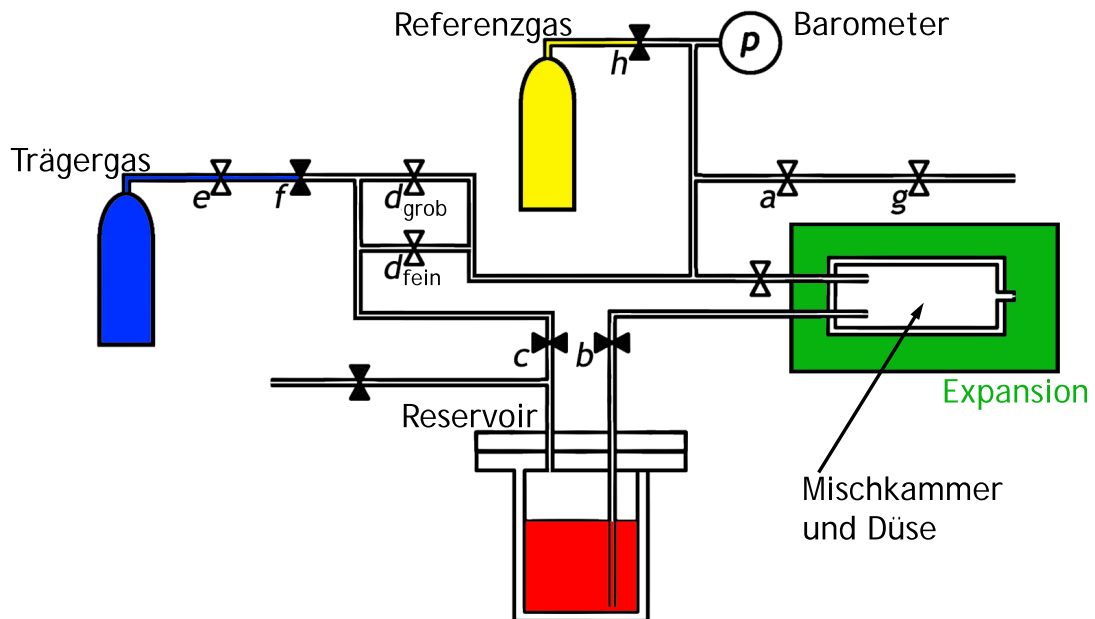 Referenzgas
Barometer
p
h
Trägergas
e
f
d grob
a
g
d fein
c
b
Expansion
Reservoir
Mischkammer
und Düse